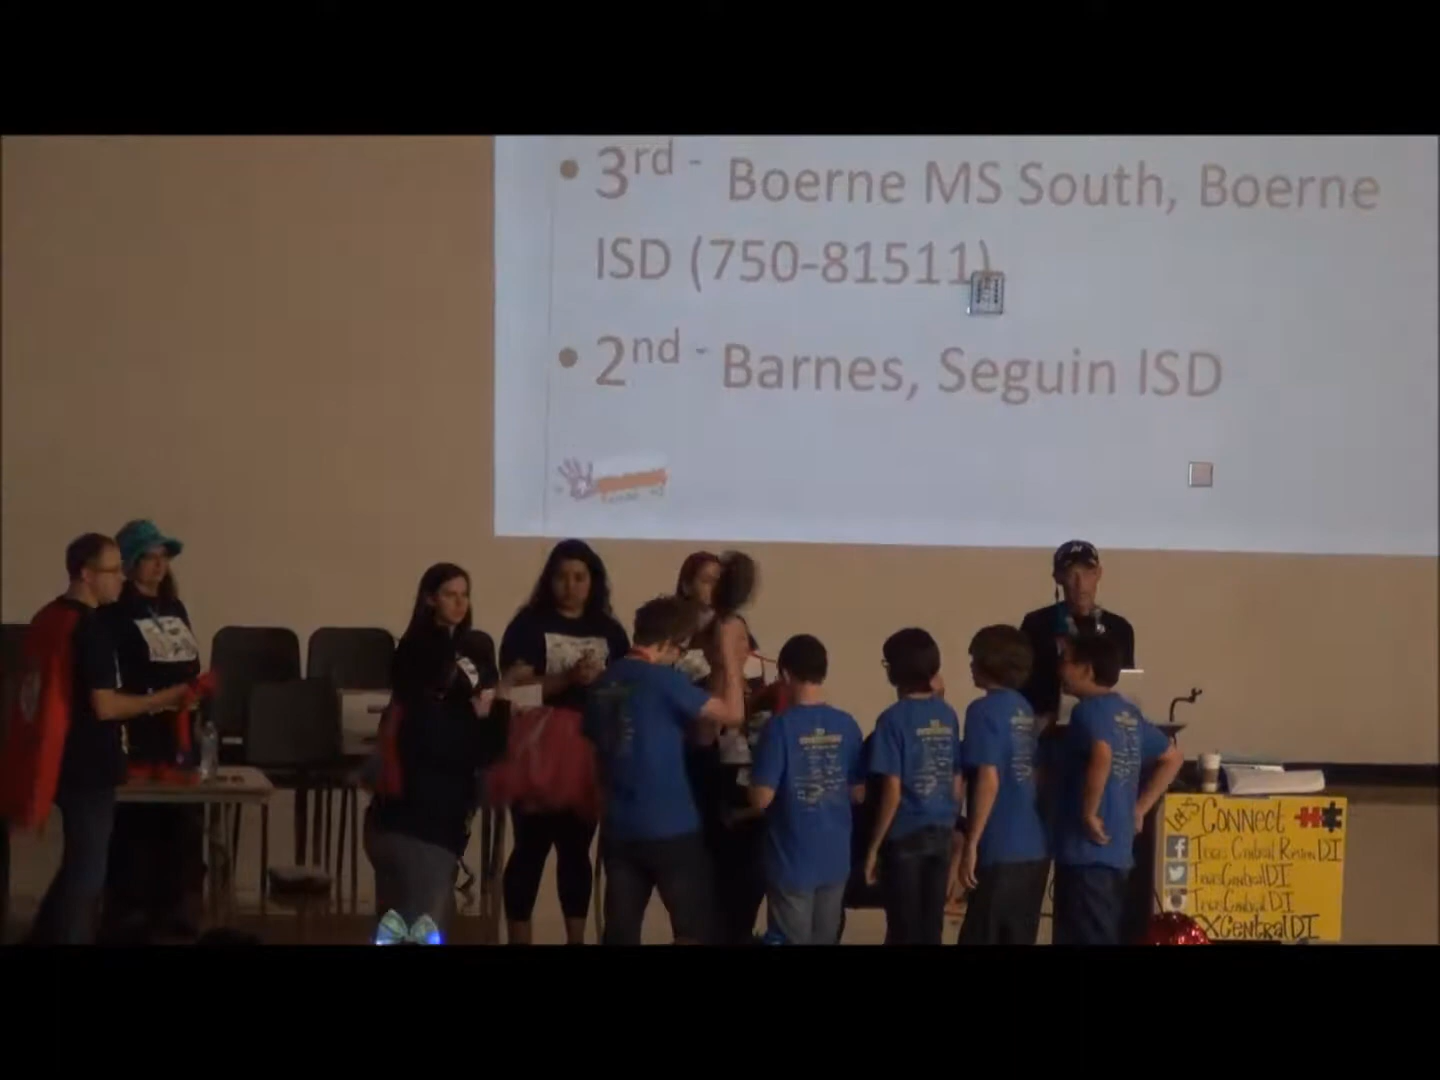 • 3rd - Boerne MS South, Boerne
ISD (750-81511)
• 2nd - Barnes, Seguin ISD
Let's Connect
Texas Central Region DI
TexasCentralDI
TexasCentralDI
XCentralDI